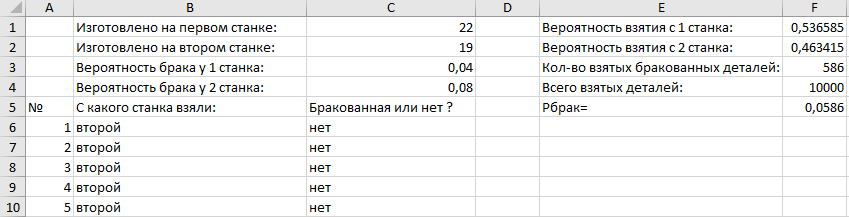 A B C D E F
1 Изготовлено на первом станке: 22 Вероятность взятия с 1 станка: 0,536585
2 Изготовлено на втором станке: 19 Вероятность взятия с 2 станка: 0,463415
3 Вероятность брака у 1 станка: 0,04 Кол-во взятых бракованных деталей: 586
4 Вероятность брака у 2 станка: 0,08 Всего взятых деталей: 10000
5 № С какого станка взяли: Бракованная или нет ? Рбрак= 0,0586
6 1 второй нет
7 2 второй нет
8 3 второй нет
9 4 второй нет
10 5 второй нет